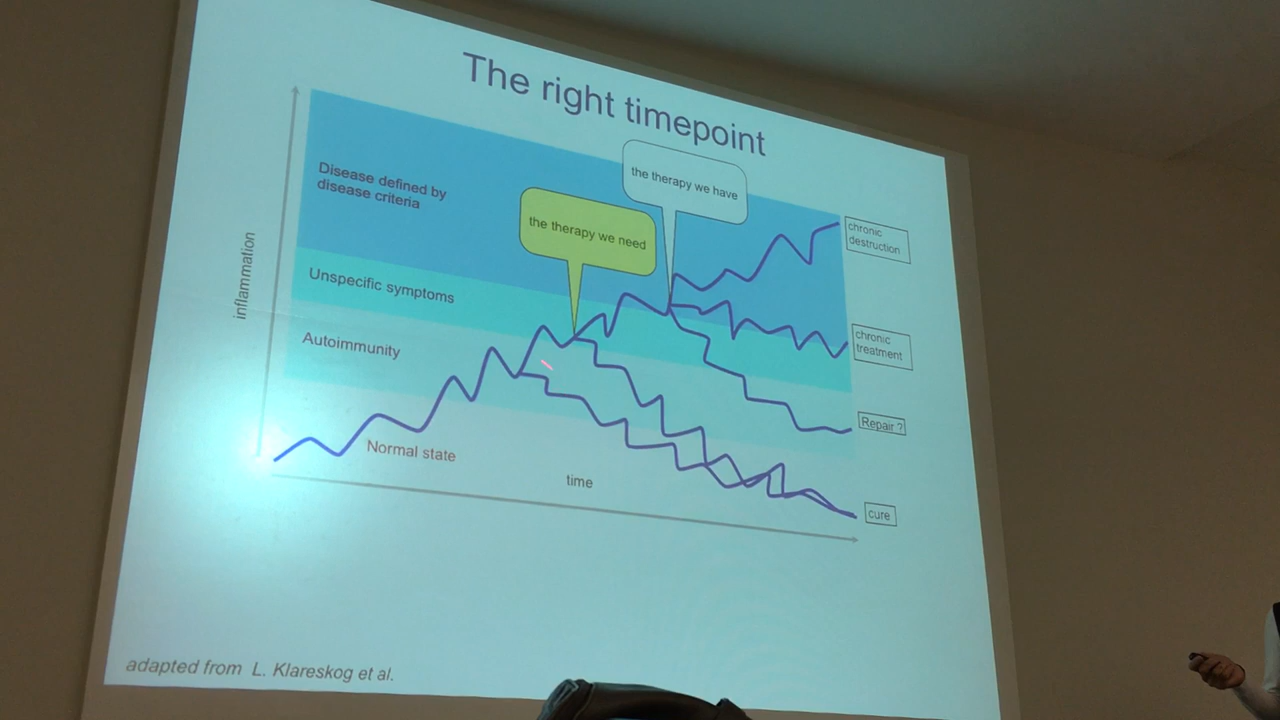 The right timepoint
the therapy we have
the therapy we need
Disease defined by
disease criteria
Unspecific symptoms
Autoimmunity
Normal state
inflammation
time
chronic
destruction
chronic
treatment
Repair ?
cure
adapted from L. Klareskog et al.